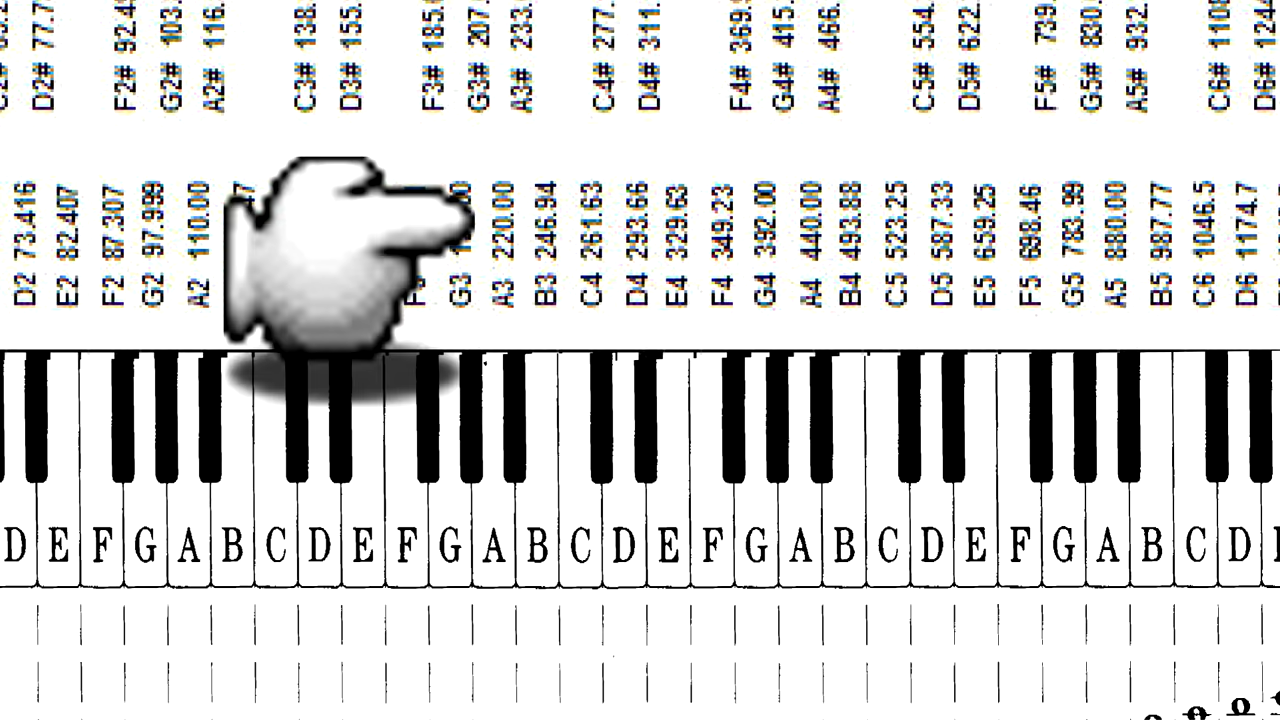 D2# 77.7
F2# 92.49
G2# 103.
A2# 116.
C3# 138.
D3# 155.
F3# 185.
G3# 207.
A3# 233.
C4# 277.
D4# 311.
F4# 369.
G4# 415.
A4# 466.
C5# 554.
D5# 622.
F5# 739.
G5# 830.
A5# 932.
C6# 1108
D6# 1244
D2 73.416
E2 82.407
F2 87.307
G2 97.999
A2 110.00
G3
A3 220.00
B3 246.94
C4 261.63
D4 293.66
E4 329.63
F4 349.23
G4 392.00
A4 440.00
B4 493.88
C5 523.25
D5 587.33
E5 659.25
F5 698.46
G5 783.99
A5 880.00
B5 987.77
C6 1046.5
D6 1174.7
D E F G A B C D E F G A B C D E F G A B C D E F G A B C D